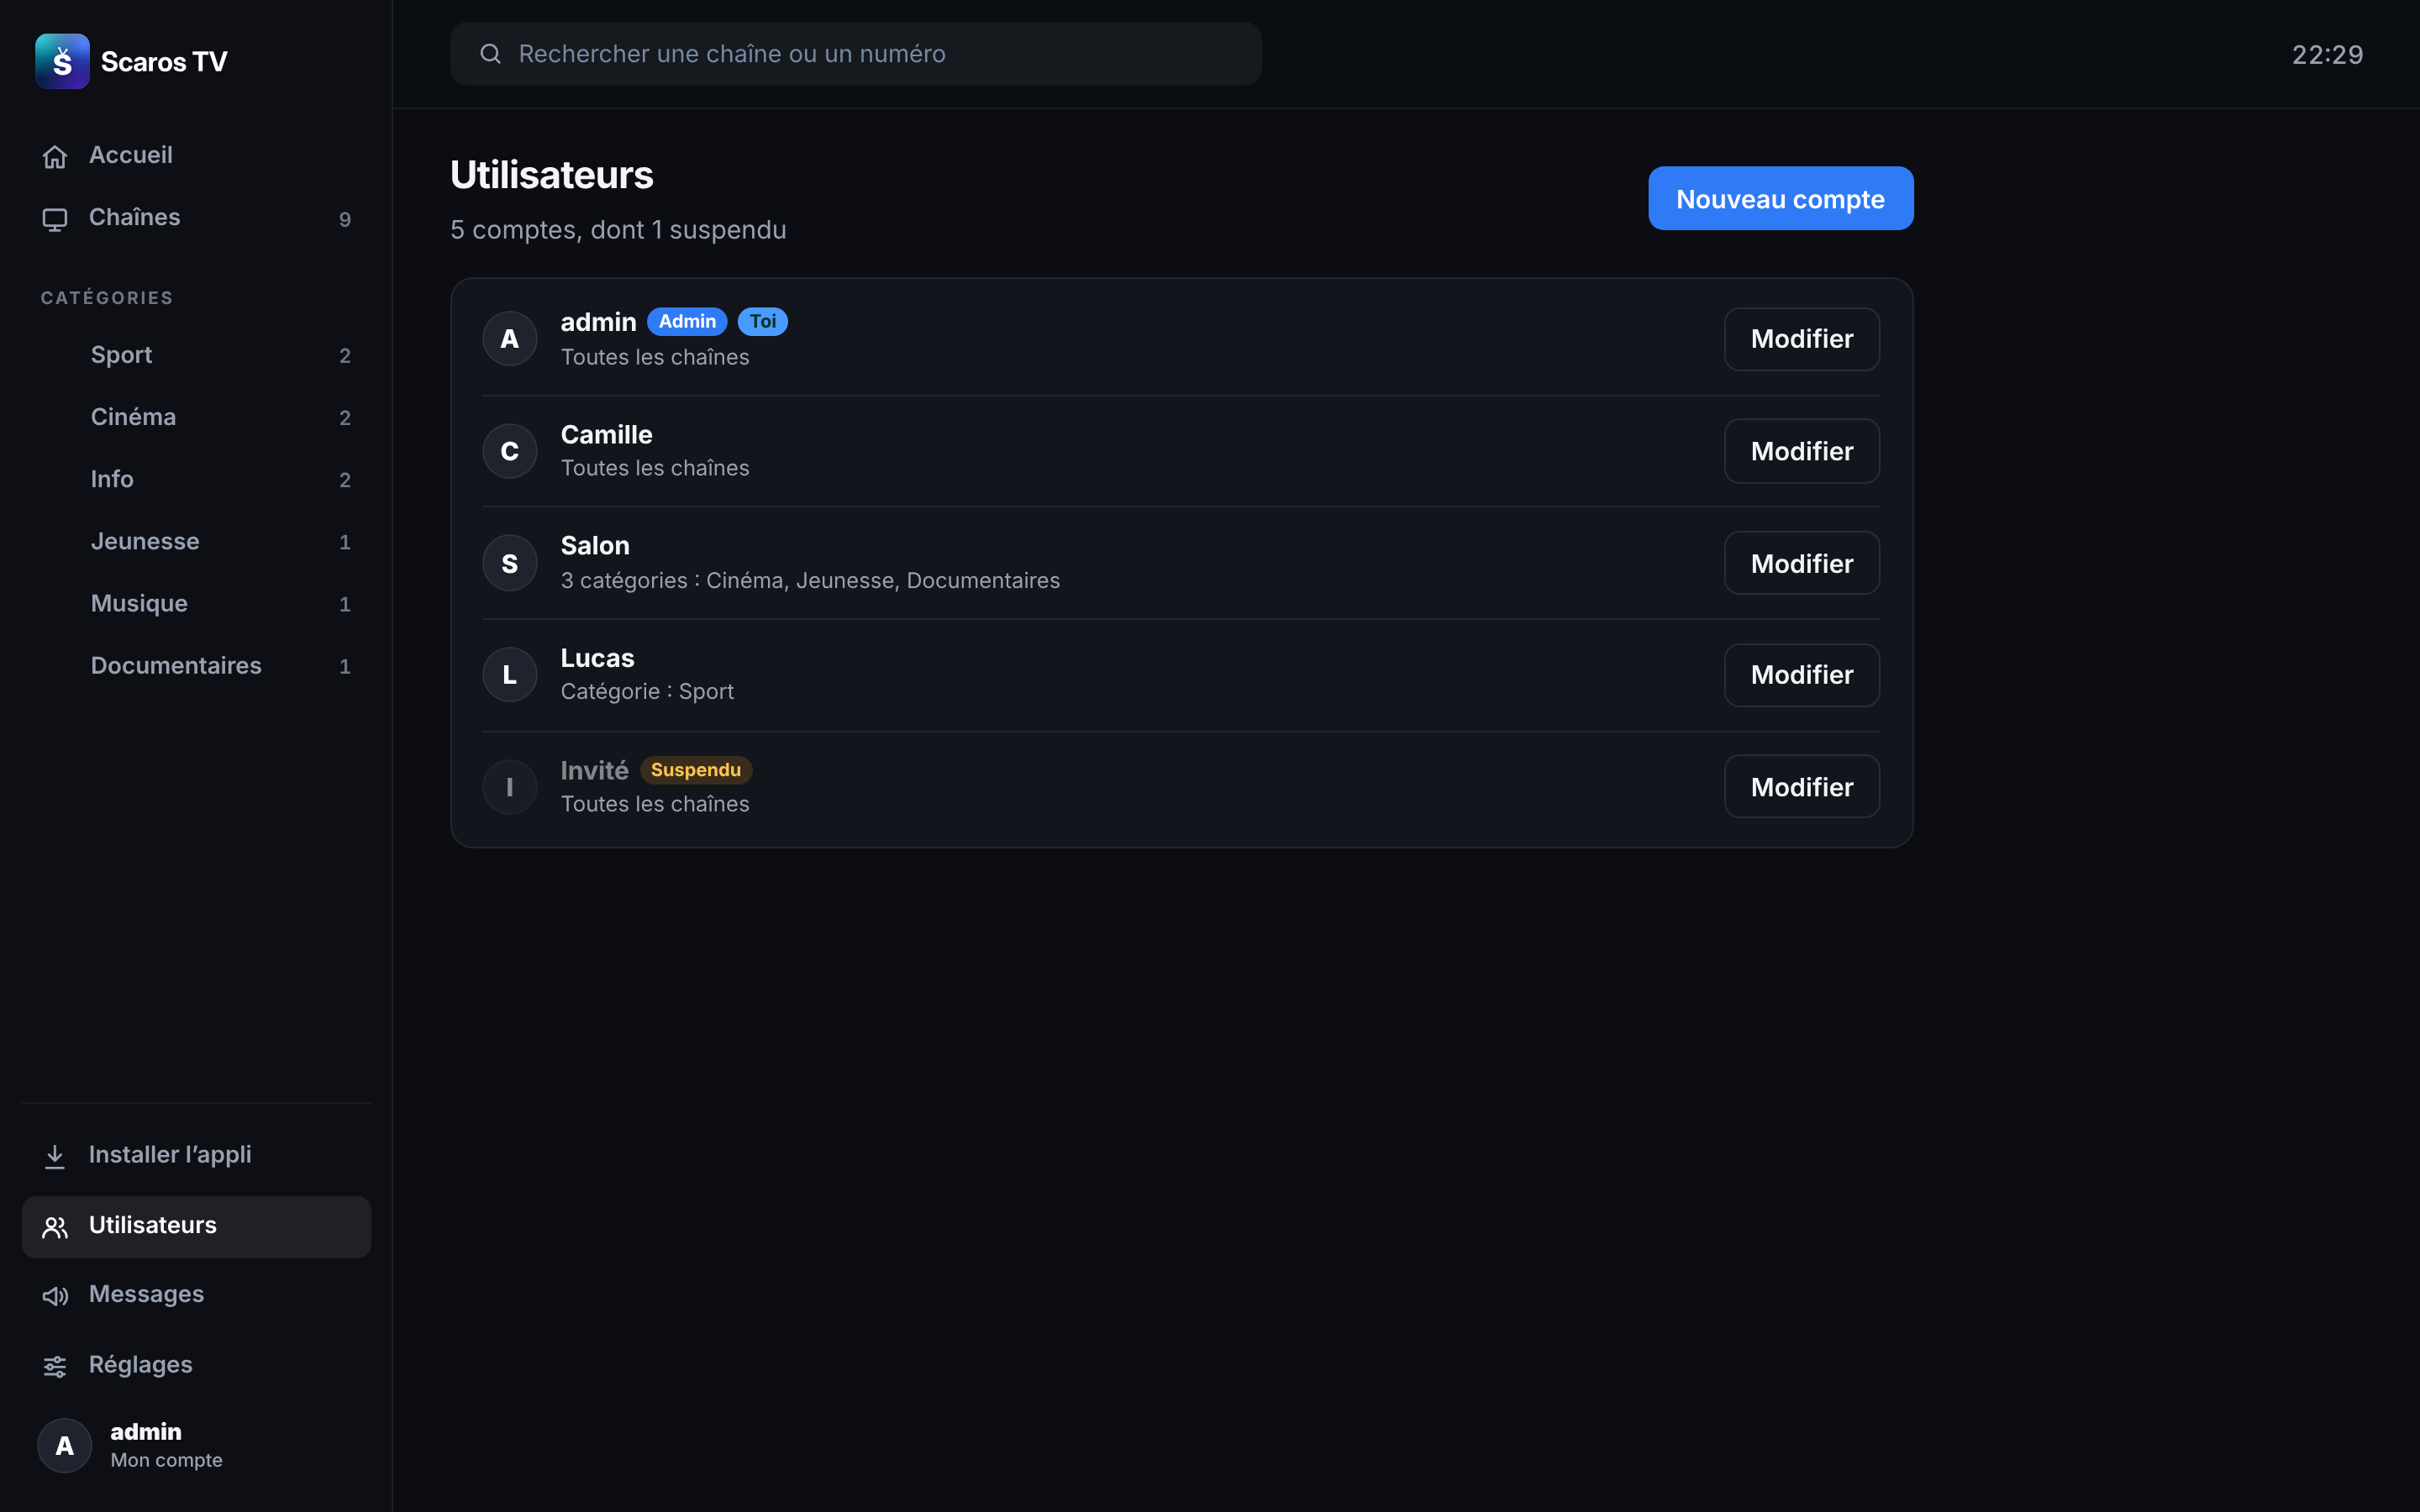 S
Scaros TV
Rechercher une chaîne ou un numéro
22:29
Accueil
Chaînes 9
CATÉGORIES
Sport 2
Cinéma 2
Info 2
Jeunesse 1
Musique 1
Documentaires 1
Installer l’appli
Utilisateurs
Messages
Réglages
A
admin
Mon compte
Utilisateurs
5 comptes, dont 1 suspendu
Nouveau compte
A
admin Admin Toi
Toutes les chaînes
Modifier
C
Camille
Toutes les chaînes
Modifier
S
Salon
3 catégories : Cinéma, Jeunesse, Documentaires
Modifier
L
Lucas
Catégorie : Sport
Modifier
I
Invité Suspendu
Toutes les chaînes
Modifier